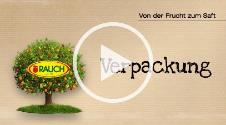 Von der Frucht zum Saft
RAUCH
Verpackung